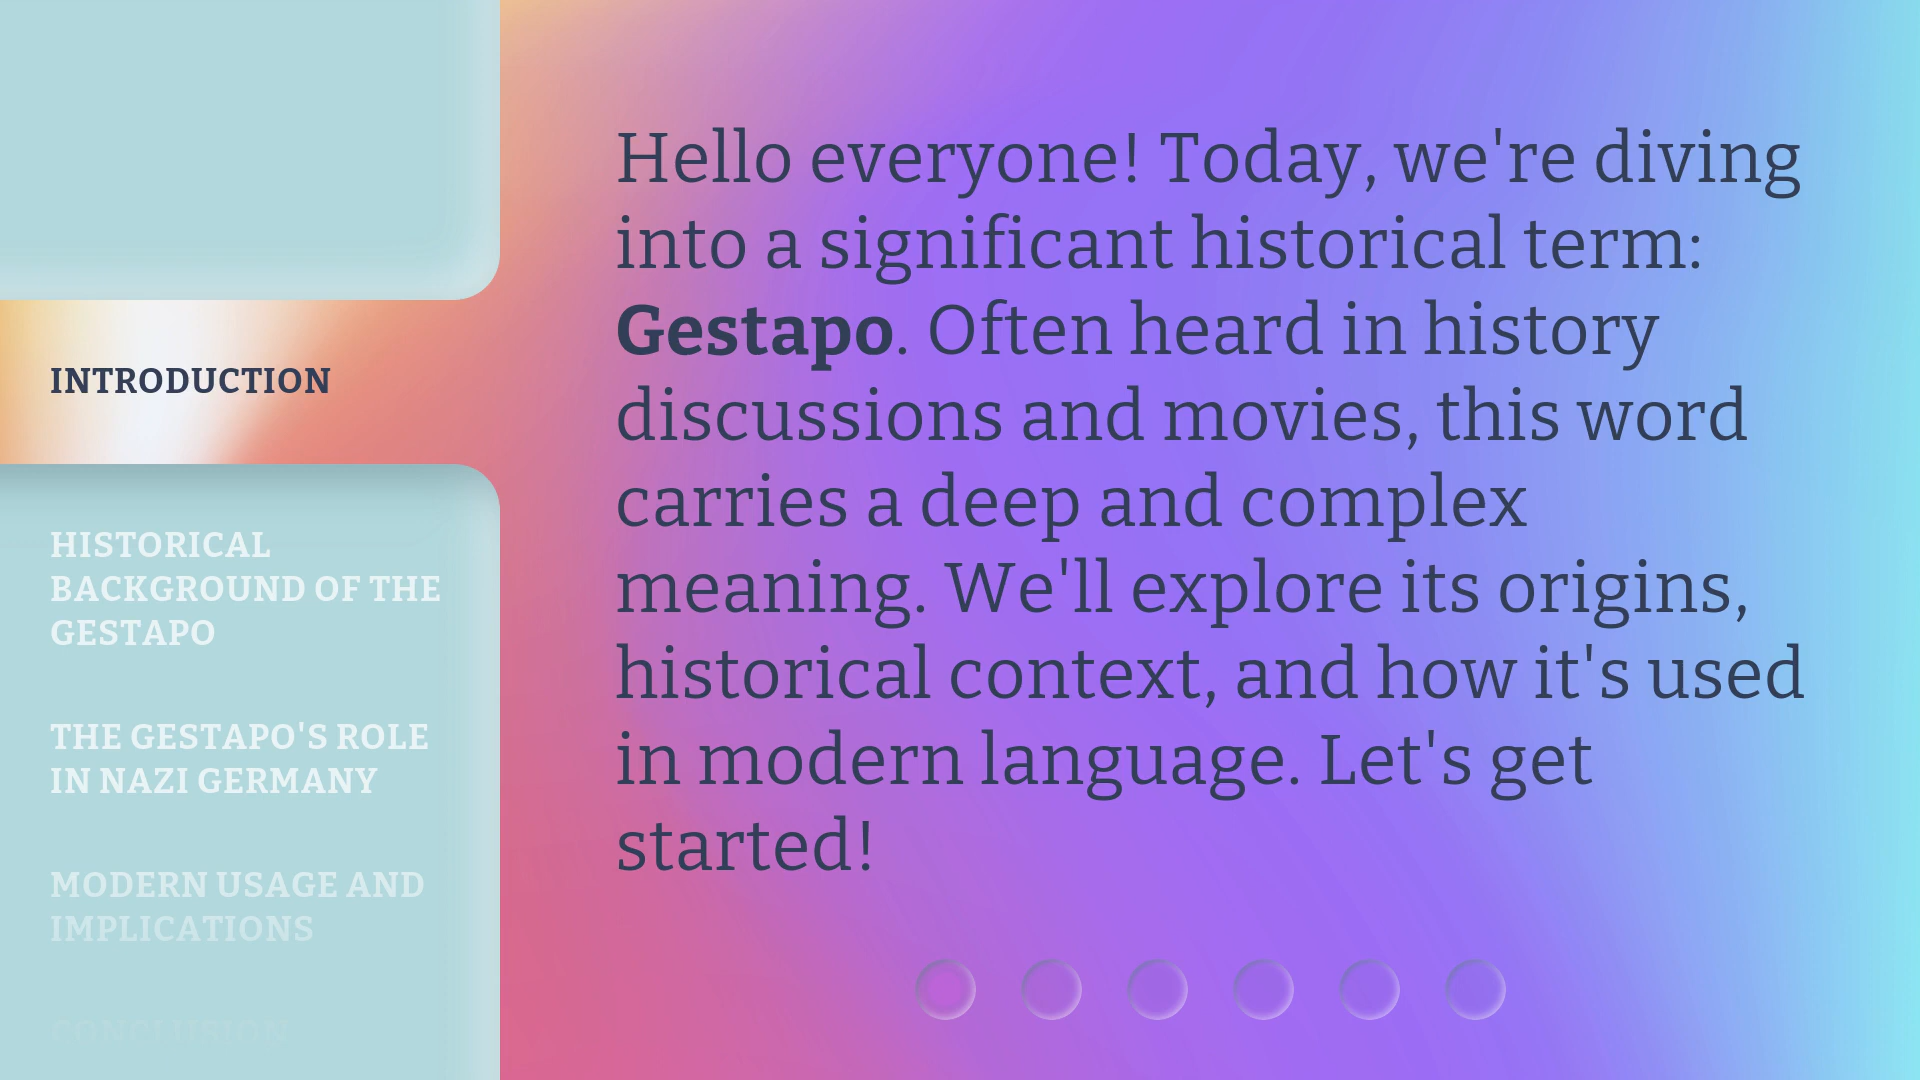 INTRODUCTION
HISTORICAL
BACKGROUND OF THE
GESTAPO
THE GESTAPO'S ROLE
IN NAZI GERMANY
MODERN USAGE AND
IMPLICATIONS
CONCLUSION
Hello everyone! Today, we're diving
into a significant historical term:
Gestapo. Often heard in history
discussions and movies, this word
carries a deep and complex
meaning. We'll explore its origins,
historical context, and how it's used
in modern language. Let's get
started!